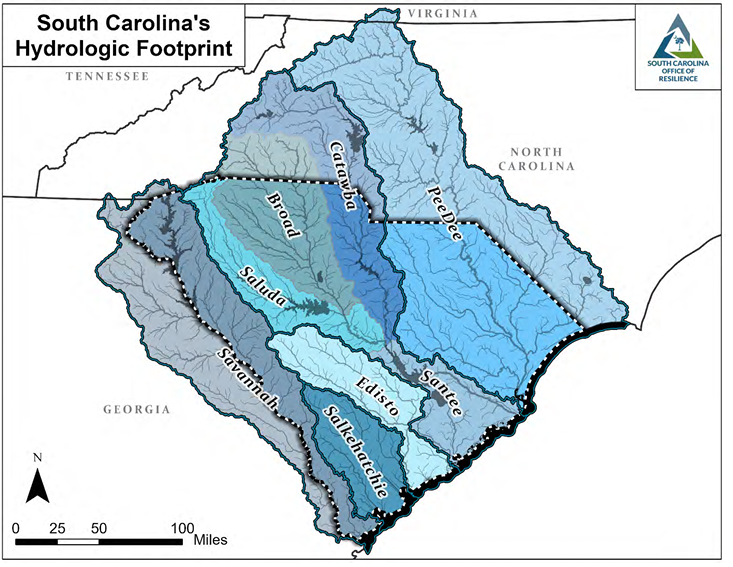 South Carolina's
Hydrologic Footprint
VIRGINIA
SOUTH CAROLINA
OFFICE OF
RESILIENCE
TENNESSEE
NORTH
CAROLINA
Catawba
PeeDee
Broad
Saluda
Savannah
Edisto
Santee
Salkehatchie
GEORGIA
N
0 25 50 100
Miles